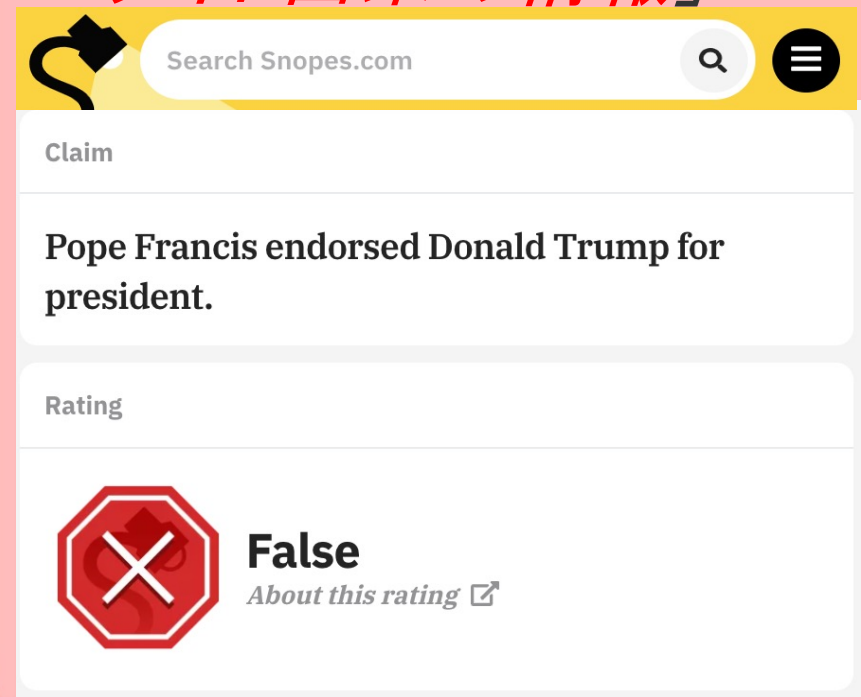 Search Snopes.com
Claim
Pope Francis endorsed Donald Trump for
president.
Rating
False
About this rating